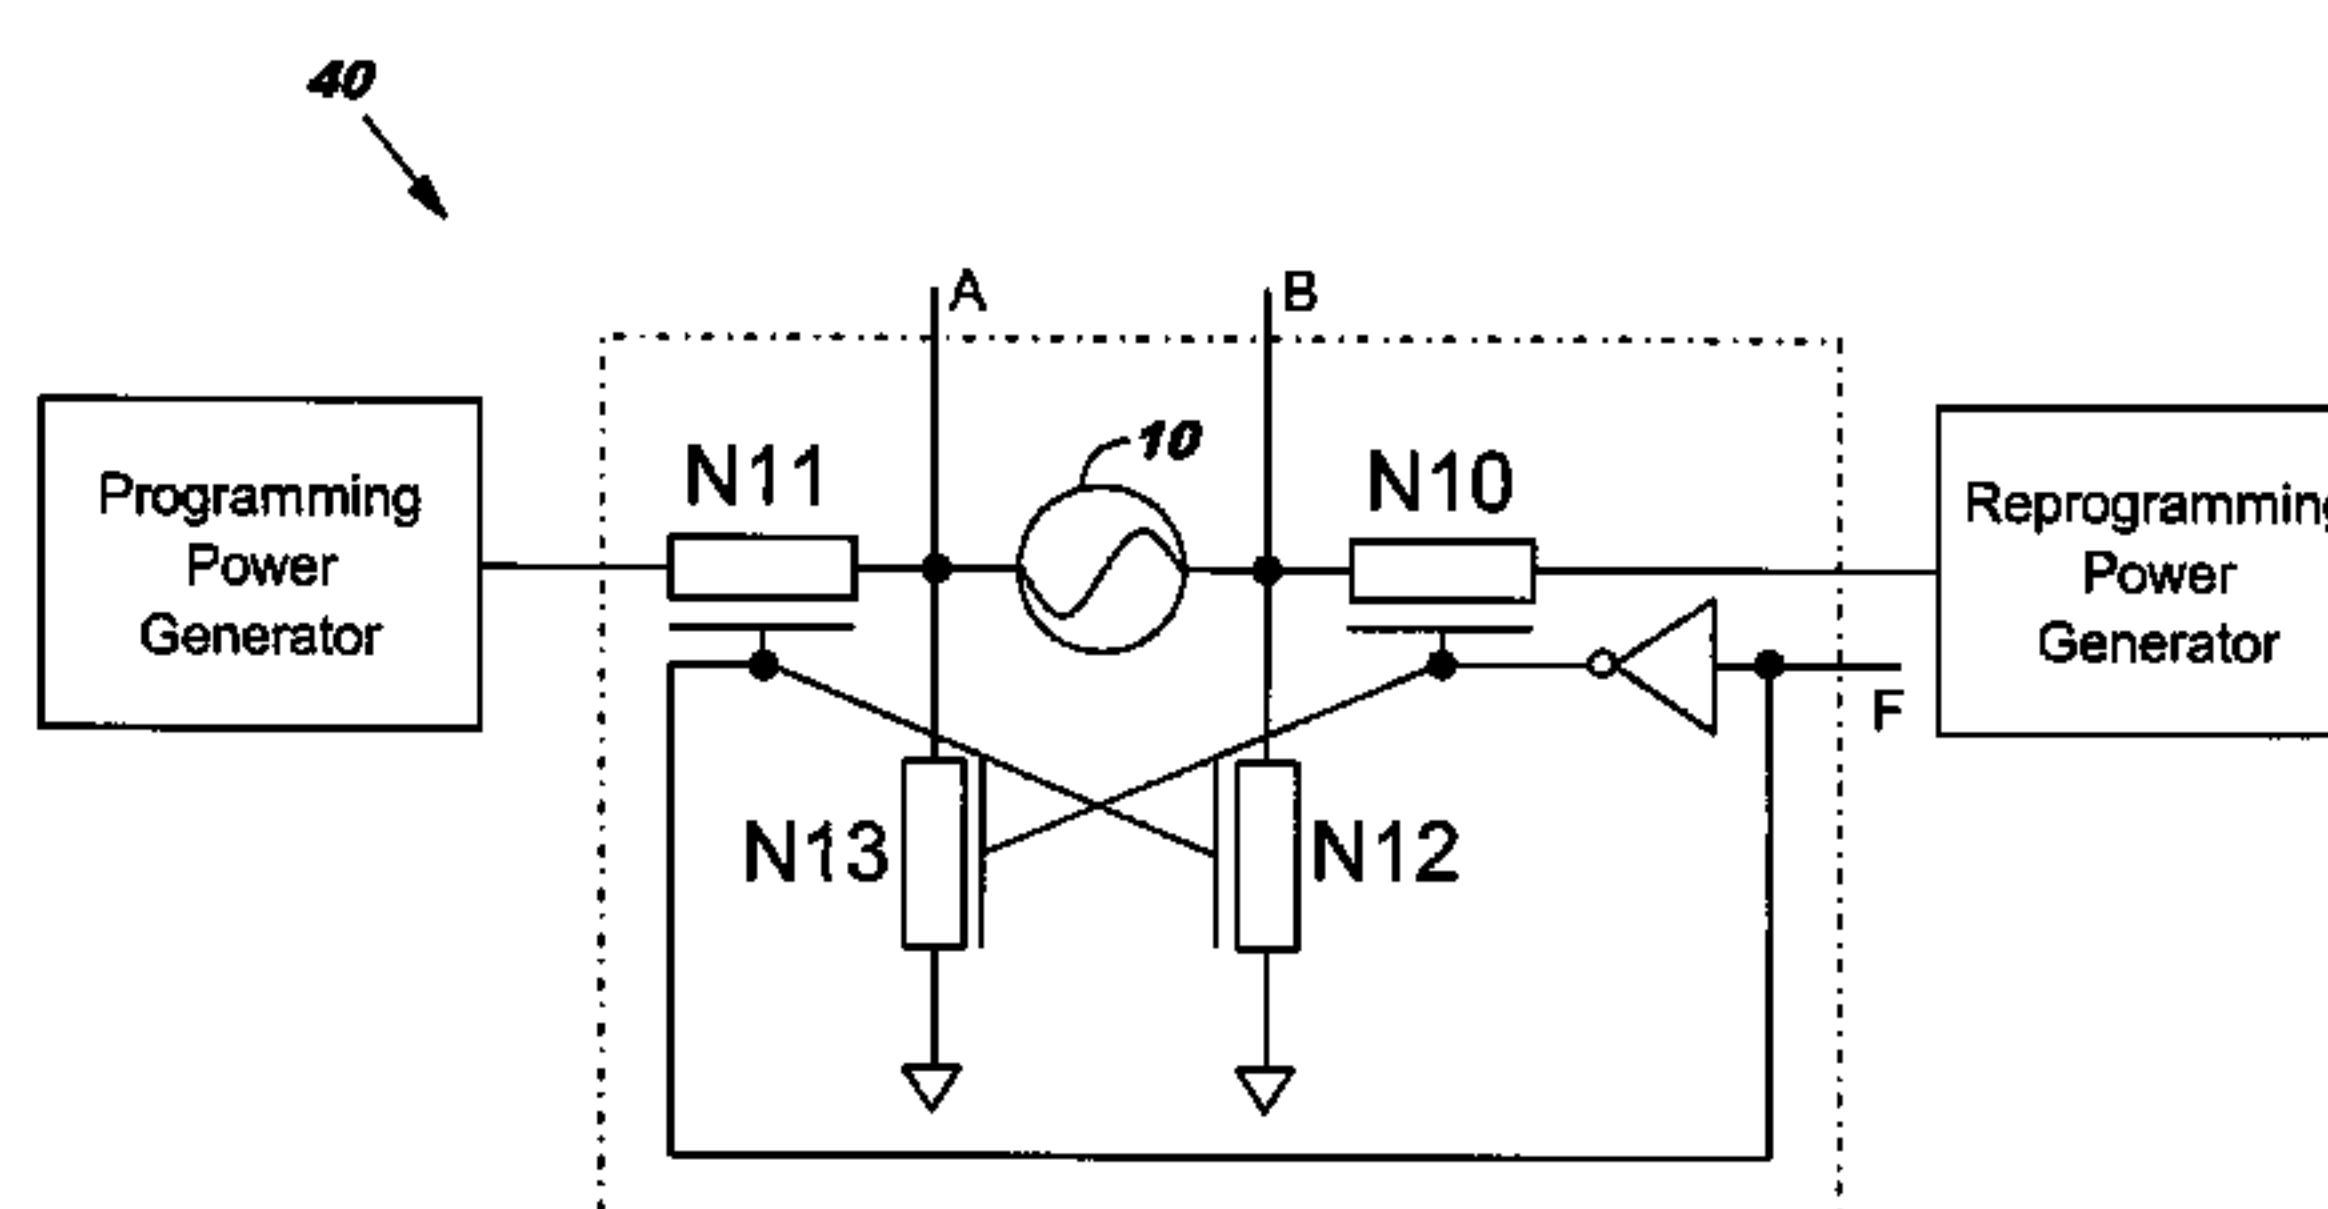 40
A
B
10
N11
N10
Programming
Power
Generator
Reprogramming
Power
Generator
F
N13
N12